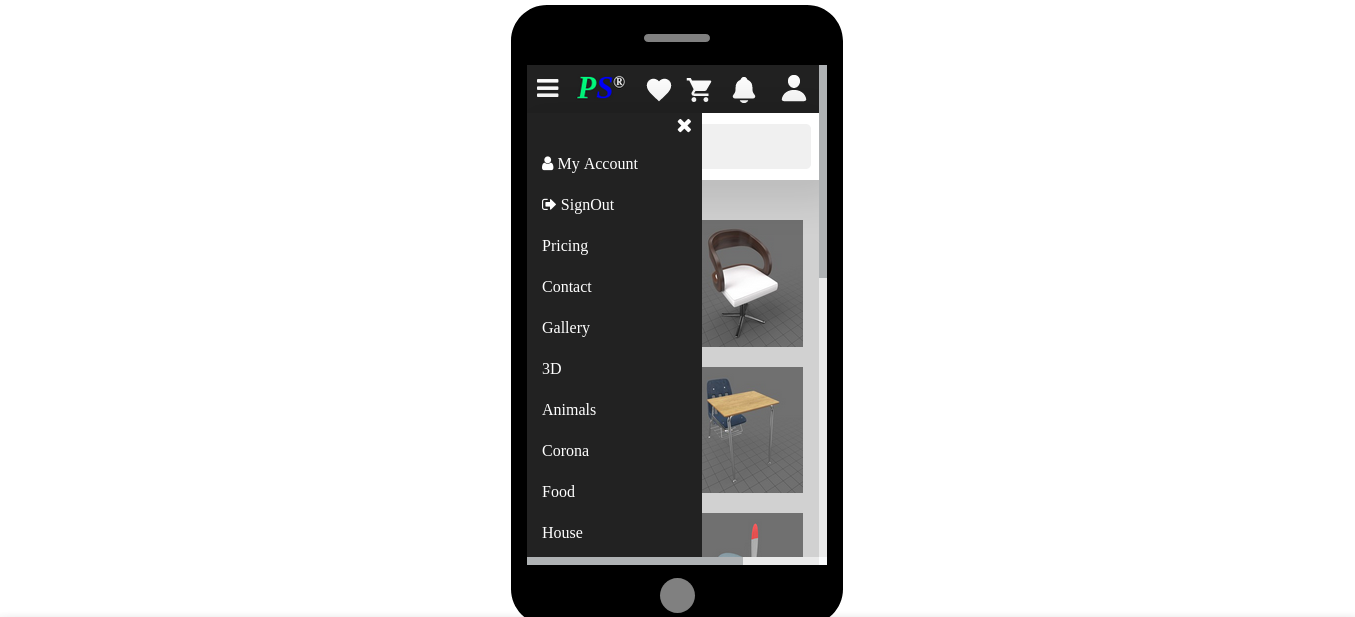 PS®
My Account
SignOut
Pricing
Contact
Gallery
3D
Animals
Corona
Food
House